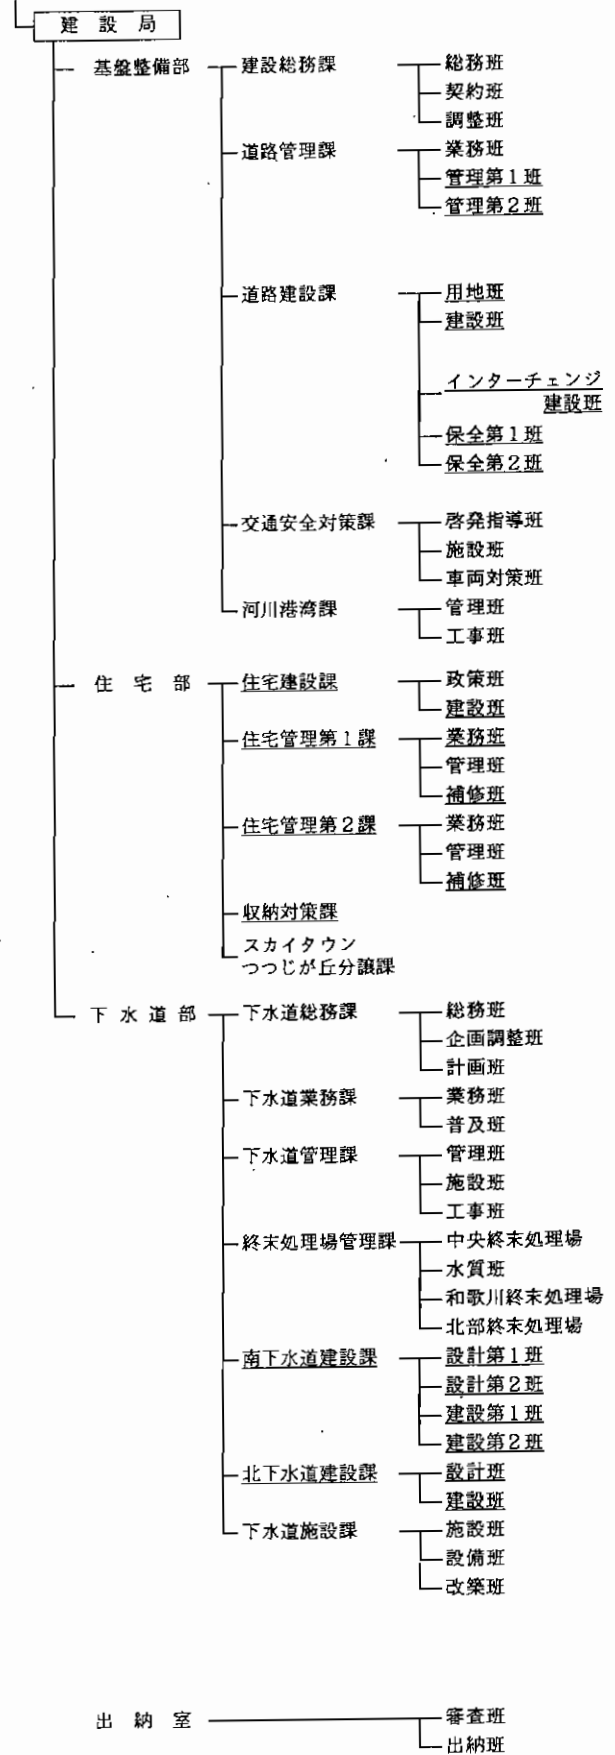 建設局
基盤整備部 建設総務課 総務班
契約班
調整班
道路管理課 業務班
管理第1班
管理第2班
道路建設課 用地班
建設班
インターチェンジ
建設班
保全第1班
保全第2班
交通安全対策課 啓発指導班
施設班
車両対策班
河川港湾課 管理班
工事班
住宅部 住宅建設課 政策班
建設班
住宅管理第1課 業務班
管理班
補修班
住宅管理第2課 業務班
管理班
補修班
収納対策課
スカイタウン
つつじが丘分譲課
下水道部 下水道総務課 総務班
企画調整班
計画班
下水道業務課 業務班
普及班
下水道管理課 管理班
施設班
工事班
終末処理場管理課 中央終末処理場
水質班
和歌川終末処理場
北部終末処理場
南下水道建設課 設計第1班
設計第2班
建設第1班
建設第2班
北下水道建設課 設計班
建設班
下水道施設課 施設班
設備班
改築班
出納室 審査班
出納班